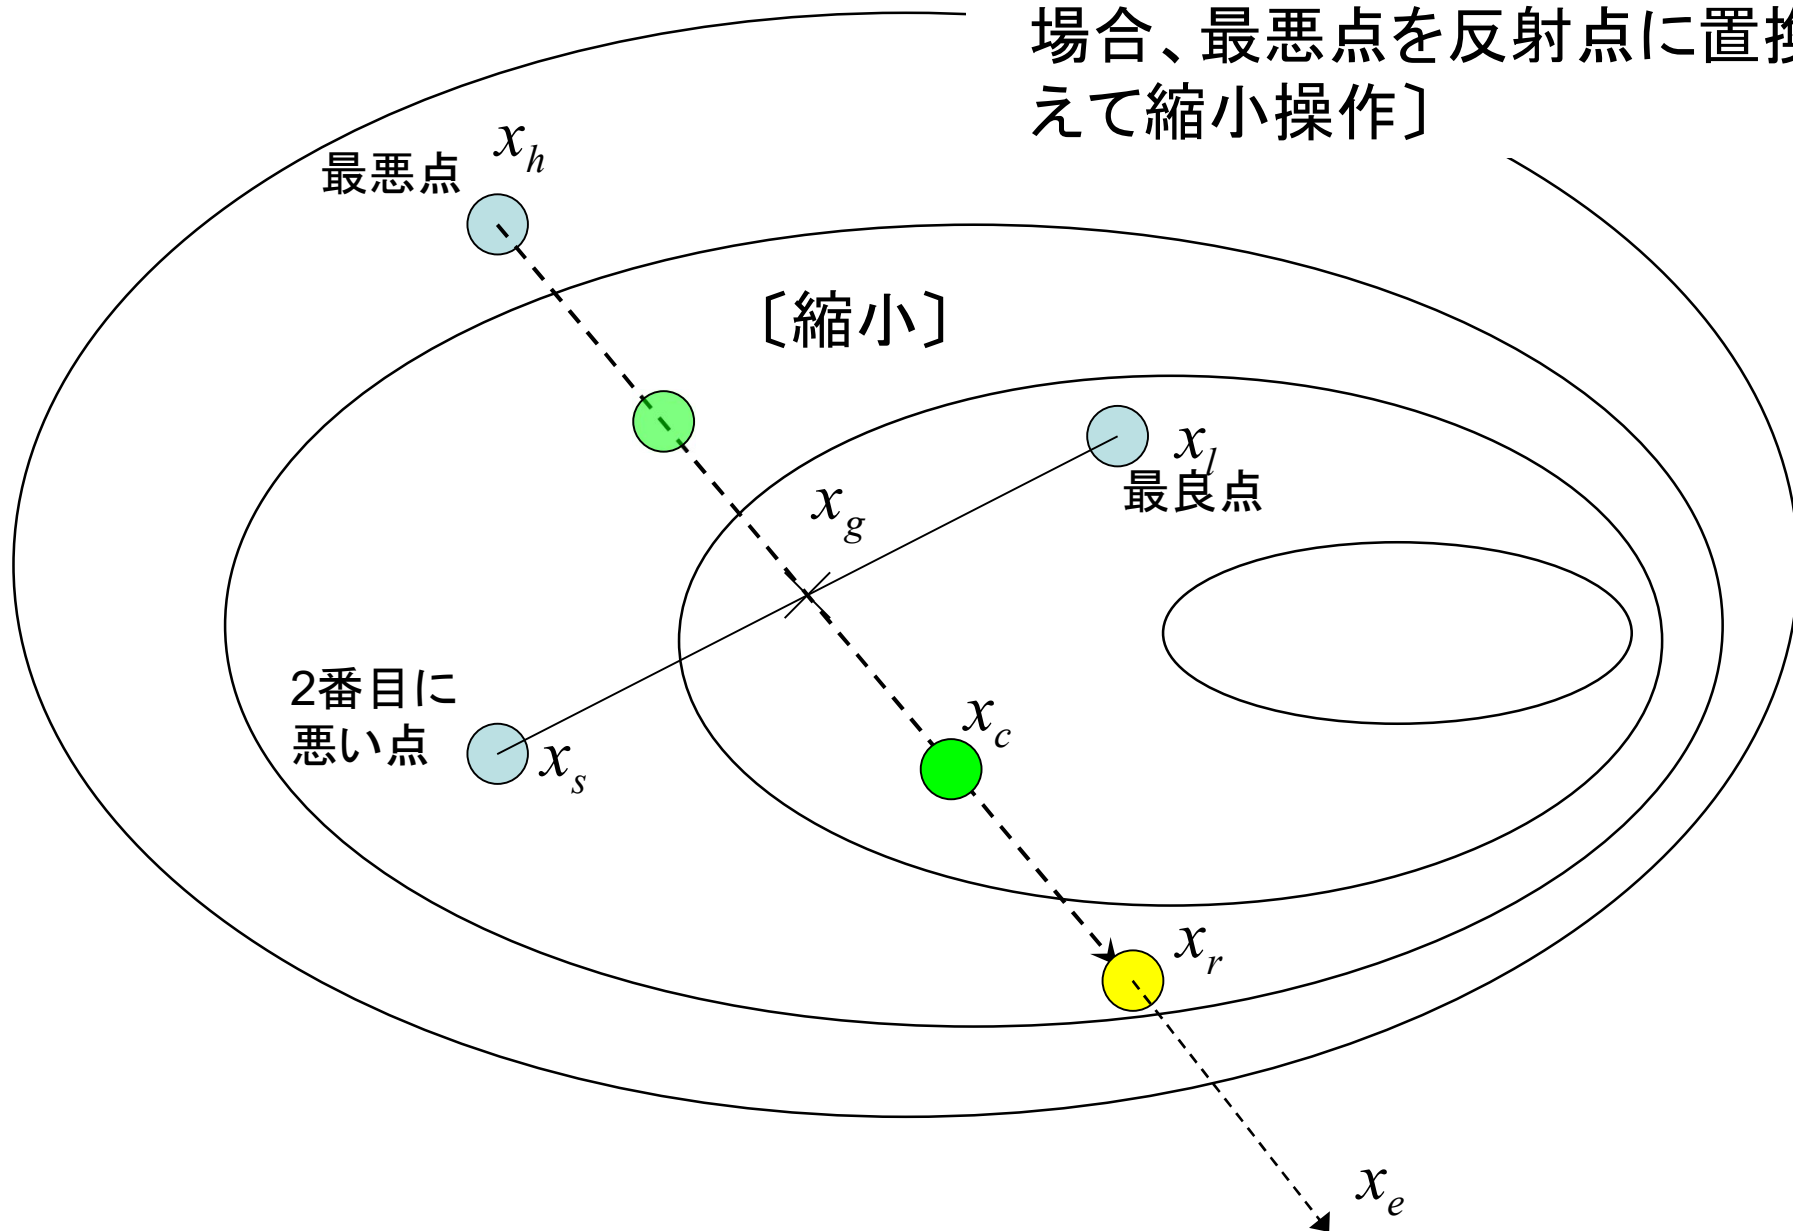 場合、最悪点を反射点に置換
えて縮小操作〕
x_h
最悪点
〔縮小〕
x_l
最良点
x_g
2番目に
悪い点
x_s
x_c
x_r
x_e